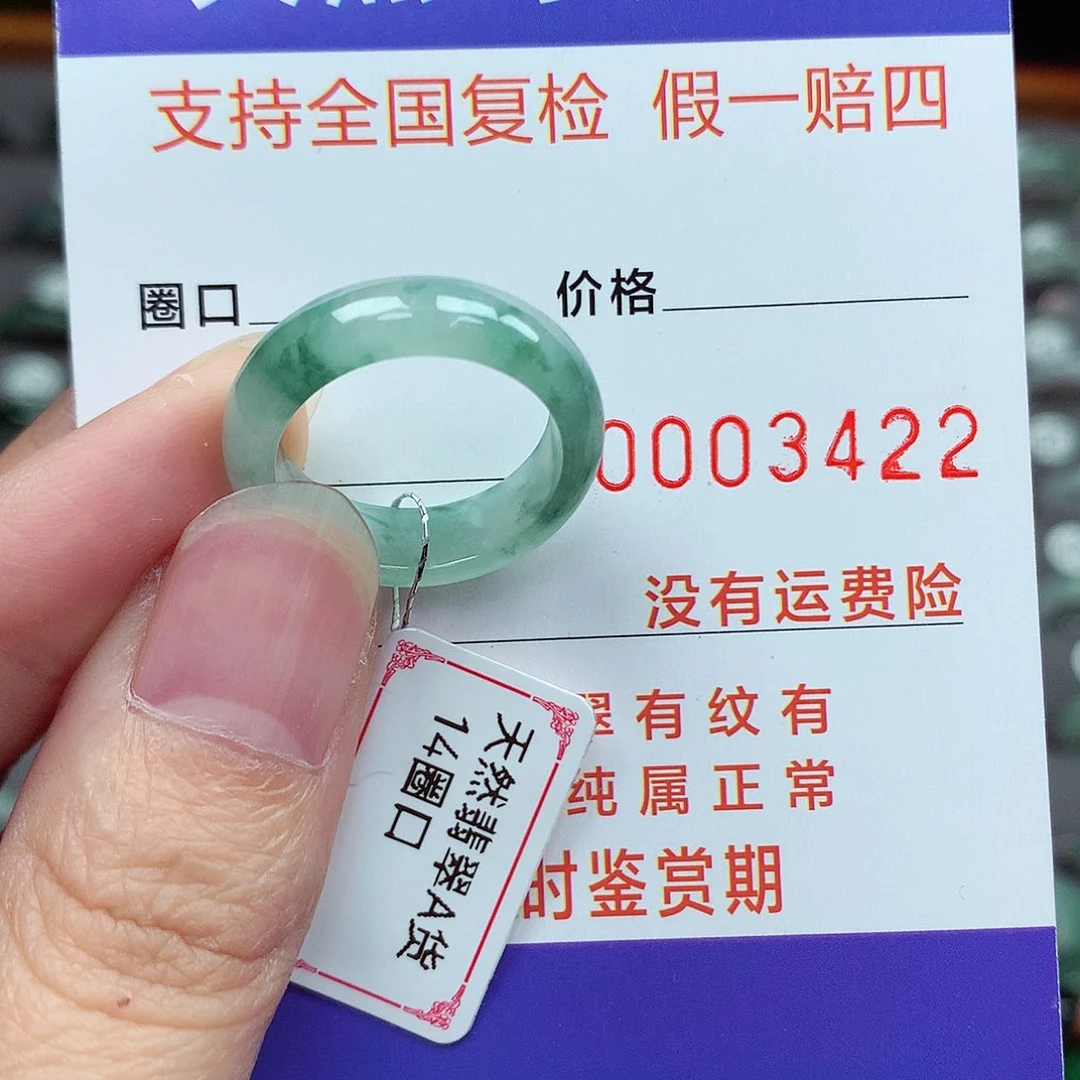 支持全国复检 假一赔四
圈口 价格
0003422
没有运费险
翠有纹有
纯属正常
时鉴赏期
天然翡翠A货
14圈口